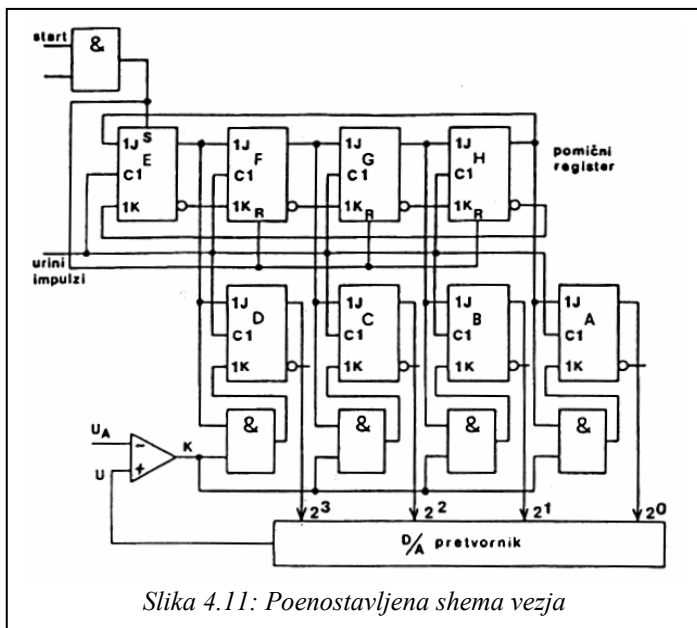 start
&
S
1J
E
C1
1K
1J
F
C1
1K
R
1J
G
C1
1K
R
1J
H
C1
1K
R
pomični
register
urini
impulzi
1J
D
C1
1K
1J
C
C1
1K
1J
B
C1
1K
1J
A
C1
1K
&
&
&
&
U_A
-
K
U
+
2^3
2^2
2^1
2^0
D/A pretvornik
Slika 4.11: Poenostavljena shema vezja